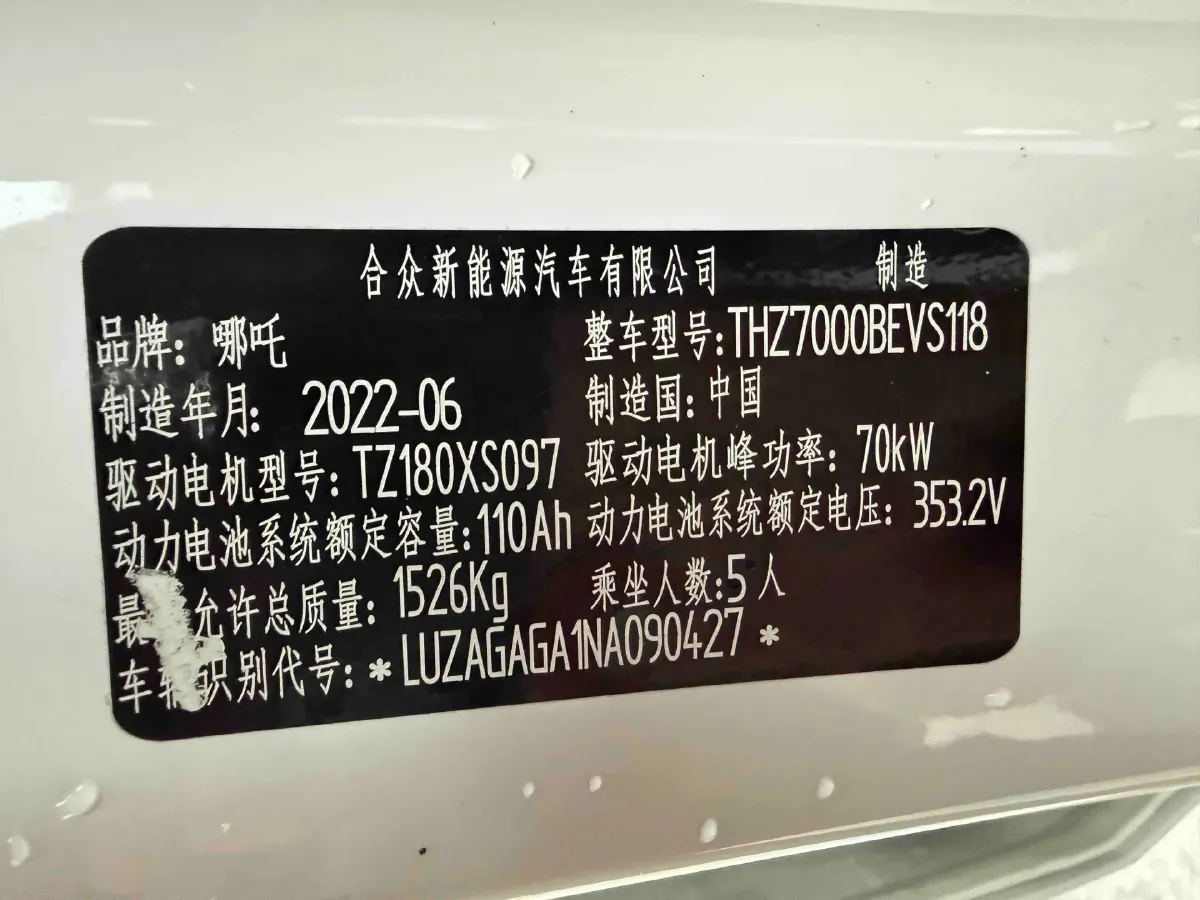 合众新能源汽车有限公司 制造
品牌: 哪吒 整车型号:THZ7000BEVS118
制造年月: 2022-06 制造国: 中国
驱动电机型号: TZ180XS097 驱动电机峰功率: 70kW
动力电池系统额定容量:110Ah 动力电池系统额定电压: 353.2V
最 允许总质量: 1526Kg 乘坐人数:5 人
车辆识别代号: *LUZAGAGA1NA090427*